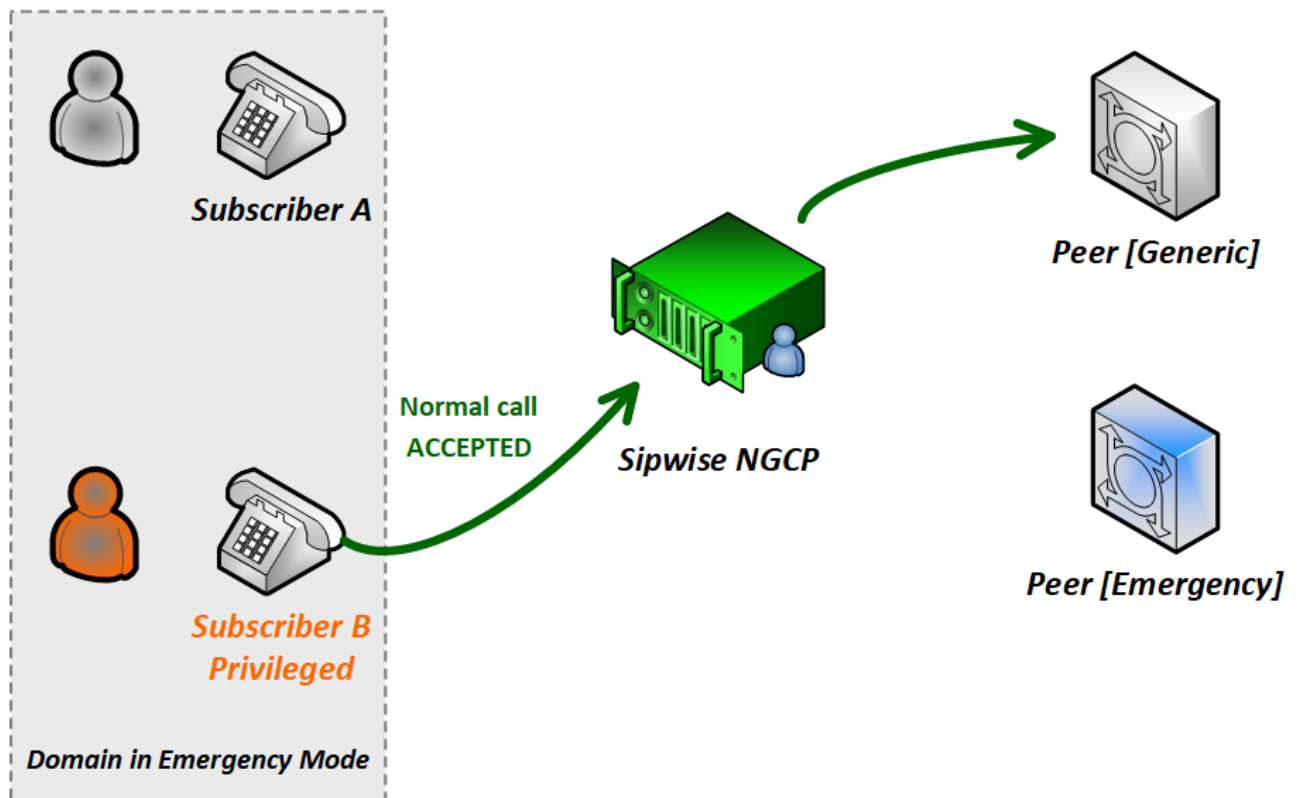 Subscriber A
Peer [Generic]
Normal call
ACCEPTED
Sipwise NGCP
Peer [Emergency]
Subscriber B
Privileged
Domain in Emergency Mode